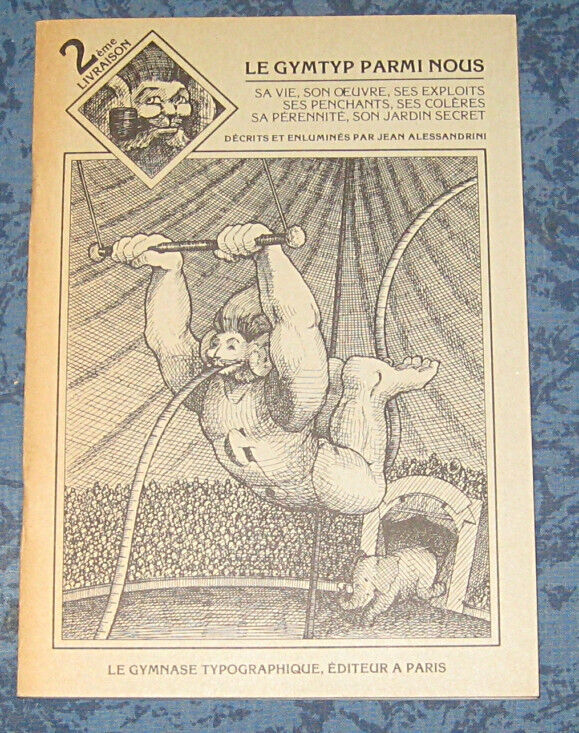 2ème
LIVRAISON
LE GYMTYP PARMI NOUS
SA VIE, SON ŒUVRE, SES EXPLOITS
SES PENCHANTS, SES COLÈRES
SA PÉRENNITÉ, SON JARDIN SECRET
DÉCRITS ET ENLUMINÉS PAR JEAN ALESSANDRINI
G
LE GYMNASE TYPOGRAPHIQUE, ÉDITEUR A PARIS